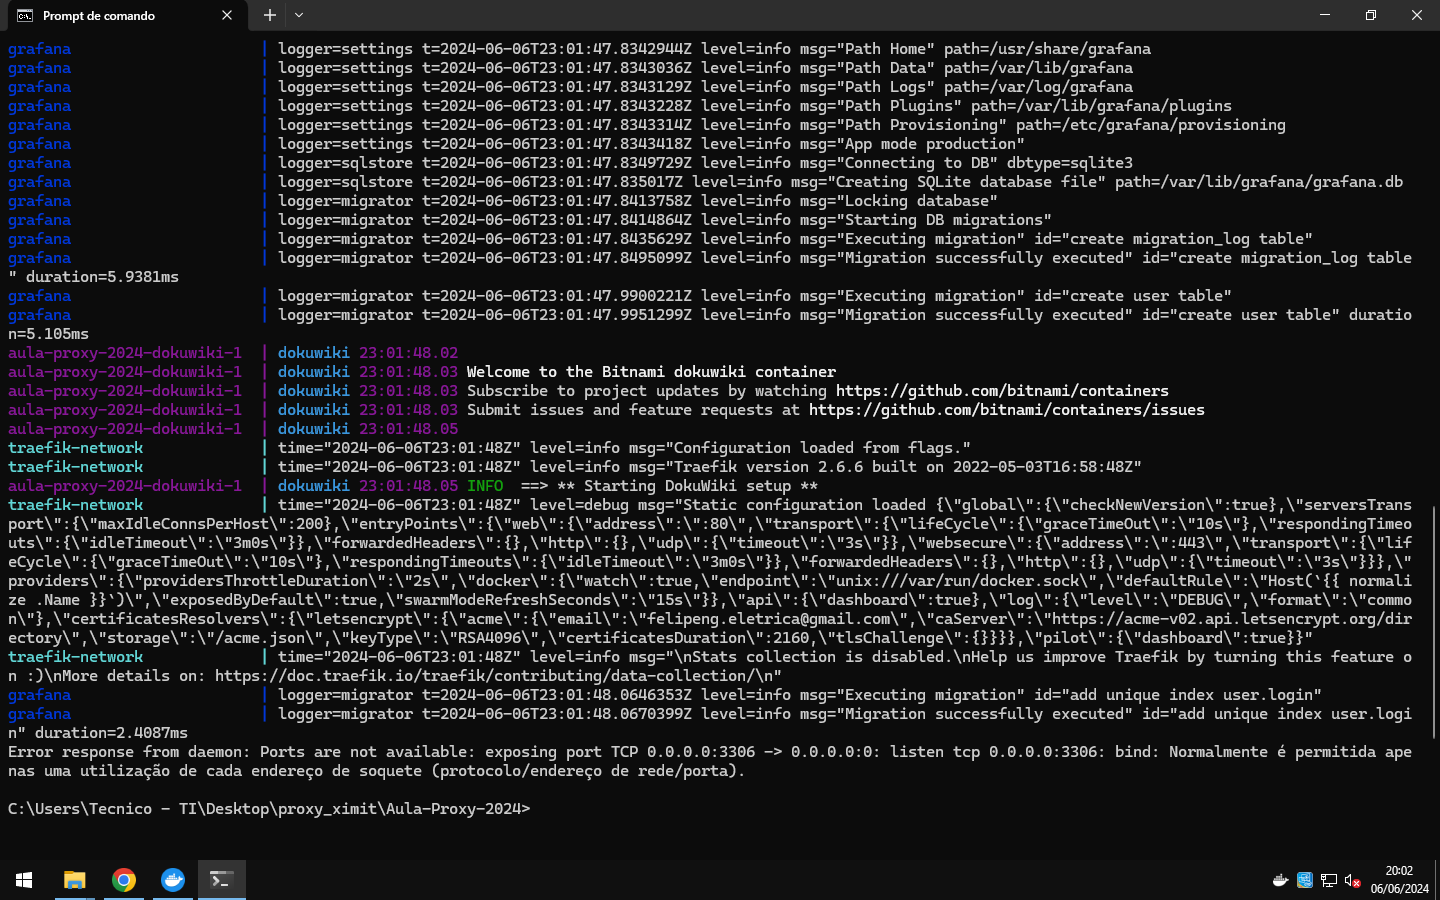 Prompt de comando
grafana | logger=settings t=2024-06-06T23:01:47.8342944Z level=info msg="Path Home" path=/usr/share/grafana
grafana | logger=settings t=2024-06-06T23:01:47.8343036Z level=info msg="Path Data" path=/var/lib/grafana
grafana | logger=settings t=2024-06-06T23:01:47.8343129Z level=info msg="Path Logs" path=/var/log/grafana
grafana | logger=settings t=2024-06-06T23:01:47.8343228Z level=info msg="Path Plugins" path=/var/lib/grafana/plugins
grafana | logger=settings t=2024-06-06T23:01:47.8343314Z level=info msg="Path Provisioning" path=/etc/grafana/provisioning
grafana | logger=settings t=2024-06-06T23:01:47.8343418Z level=info msg="App mode production"
grafana | logger=sqlstore t=2024-06-06T23:01:47.8349729Z level=info msg="Connecting to DB" dbtype=sqlite3
grafana | logger=sqlstore t=2024-06-06T23:01:47.835017Z level=info msg="Creating SQLite database file" path=/var/lib/grafana/grafana.db
grafana | logger=migrator t=2024-06-06T23:01:47.8413758Z level=info msg="Locking database"
grafana | logger=migrator t=2024-06-06T23:01:47.8414864Z level=info msg="Starting DB migrations"
grafana | logger=migrator t=2024-06-06T23:01:47.8435629Z level=info msg="Executing migration" id="create migration_log table"
grafana | logger=migrator t=2024-06-06T23:01:47.8495099Z level=info msg="Migration successfully executed" id="create migration_log table
" duration=5.9381ms
grafana | logger=migrator t=2024-06-06T23:01:47.9900221Z level=info msg="Executing migration" id="create user table"
grafana | logger=migrator t=2024-06-06T23:01:47.9951299Z level=info msg="Migration successfully executed" id="create user table" duratio
n=5.105ms
aula-proxy-2024-dokuwiki-1 | dokuwiki 23:01:48.02
aula-proxy-2024-dokuwiki-1 | dokuwiki 23:01:48.03 Welcome to the Bitnami dokuwiki container
aula-proxy-2024-dokuwiki-1 | dokuwiki 23:01:48.03 Subscribe to project updates by watching https://github.com/bitnami/containers
aula-proxy-2024-dokuwiki-1 | dokuwiki 23:01:48.03 Submit issues and feature requests at https://github.com/bitnami/containers/issues
aula-proxy-2024-dokuwiki-1 | dokuwiki 23:01:48.05
traefik-network | time="2024-06-06T23:01:48Z" level=info msg="Configuration loaded from flags."
traefik-network | time="2024-06-06T23:01:48Z" level=info msg="Traefik version 2.6.6 built on 2022-05-03T16:58:48Z"
aula-proxy-2024-dokuwiki-1 | dokuwiki 23:01:48.05 INFO ==> ** Starting DokuWiki setup **
traefik-network | time="2024-06-06T23:01:48Z" level=debug msg="Static configuration loaded {\"global\":{\"checkNewVersion\":true},\"serversTrans
port\":{\"maxIdleConnsPerHost\":200},\"entryPoints\":{\"web\":{\"address\":\":80\",\"transport\":{\"lifeCycle\":{\"graceTimeOut\":\"10s\"},\"respondingTimeo
uts\":{\"idleTimeout\":\"3m0s\"}},\"forwardedHeaders\":{},\"http\":{},\"udp\":{\"timeout\":\"3s\"}},\"websecure\":{\"address\":\":443\",\"transport\":{\"lif
eCycle\":{\"graceTimeOut\":\"10s\"},\"respondingTimeouts\":{\"idleTimeout\":\"3m0s\"}},\"forwardedHeaders\":{},\"http\":{},\"udp\":{\"timeout\":\"3s\"}}},\"
providers\":{\"providersThrottleDuration\":\"2s\",\"docker\":{\"watch\":true,\"endpoint\":\"unix:///var/run/docker.sock\",\"defaultRule\":\"Host(`{{ normali
ze .Name }}`)\",\"exposedByDefault\":true,\"swarmModeRefreshSeconds\":\"15s\"}},\"api\":{\"dashboard\":true},\"log\":{\"level\":\"DEBUG\",\"format\":\"commo
n\"},\"certificatesResolvers\":{\"letsencrypt\":{\"acme\":{\"email\":\"felipeng.eletrica@gmail.com\",\"caServer\":\"https://acme-v02.api.letsencrypt.org/dir
ectory\",\"storage\":\"/acme.json\",\"keyType\":\"RSA4096\",\"certificatesDuration\":2160,\"tlsChallenge\":{}}}},\"pilot\":{\"dashboard\":true}}"
traefik-network | time="2024-06-06T23:01:48Z" level=info msg="\nStats collection is disabled.\nHelp us improve Traefik by turning this feature o
n :)\nMore details on: https://doc.traefik.io/traefik/contributing/data-collection/\n"
grafana | logger=migrator t=2024-06-06T23:01:48.0646353Z level=info msg="Executing migration" id="add unique index user.login"
grafana | logger=migrator t=2024-06-06T23:01:48.0670399Z level=info msg="Migration successfully executed" id="add unique index user.logi
n" duration=2.4087ms
Error response from daemon: Ports are not available: exposing port TCP 0.0.0.0:3306 -> 0.0.0.0:0: listen tcp 0.0.0.0:3306: bind: Normalmente é permitida ape
nas uma utilização de cada endereço de soquete (protocolo/endereço de rede/porta).
C:\Users\Tecnico - TI\Desktop\proxy_ximit\Aula-Proxy-2024>
20:02
06/06/2024